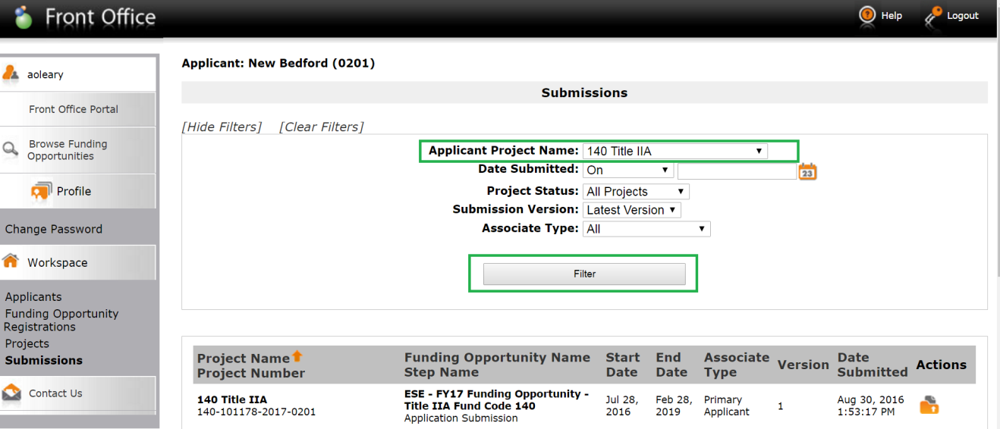 Front Office
Help
Logout
aoleary
Front Office Portal
Browse Funding
Opportunities
Profile
Change Password
Workspace
Applicants
Funding Opportunity
Registrations
Projects
Submissions
Contact Us
Applicant: New Bedford (0201)
Submissions
[Hide Filters] [Clear Filters]
Applicant Project Name: 140 Title IIA
Date Submitted: On
23
Project Status: All Projects
Submission Version: Latest Version
Associate Type: All
Filter
Project Name
Project Number
Funding Opportunity Name
Step Name
Start
Date
End
Date
Associate
Type
Version
Date
Submitted
Actions
140 Title IIA
140-101178-2017-0201
ESE - FY17 Funding Opportunity -
Title IIA Fund Code 140
Application Submission
Jul 28,
2016
Feb 28,
2019
Primary
Applicant
1
Aug 30, 2016
1:53:17 PM